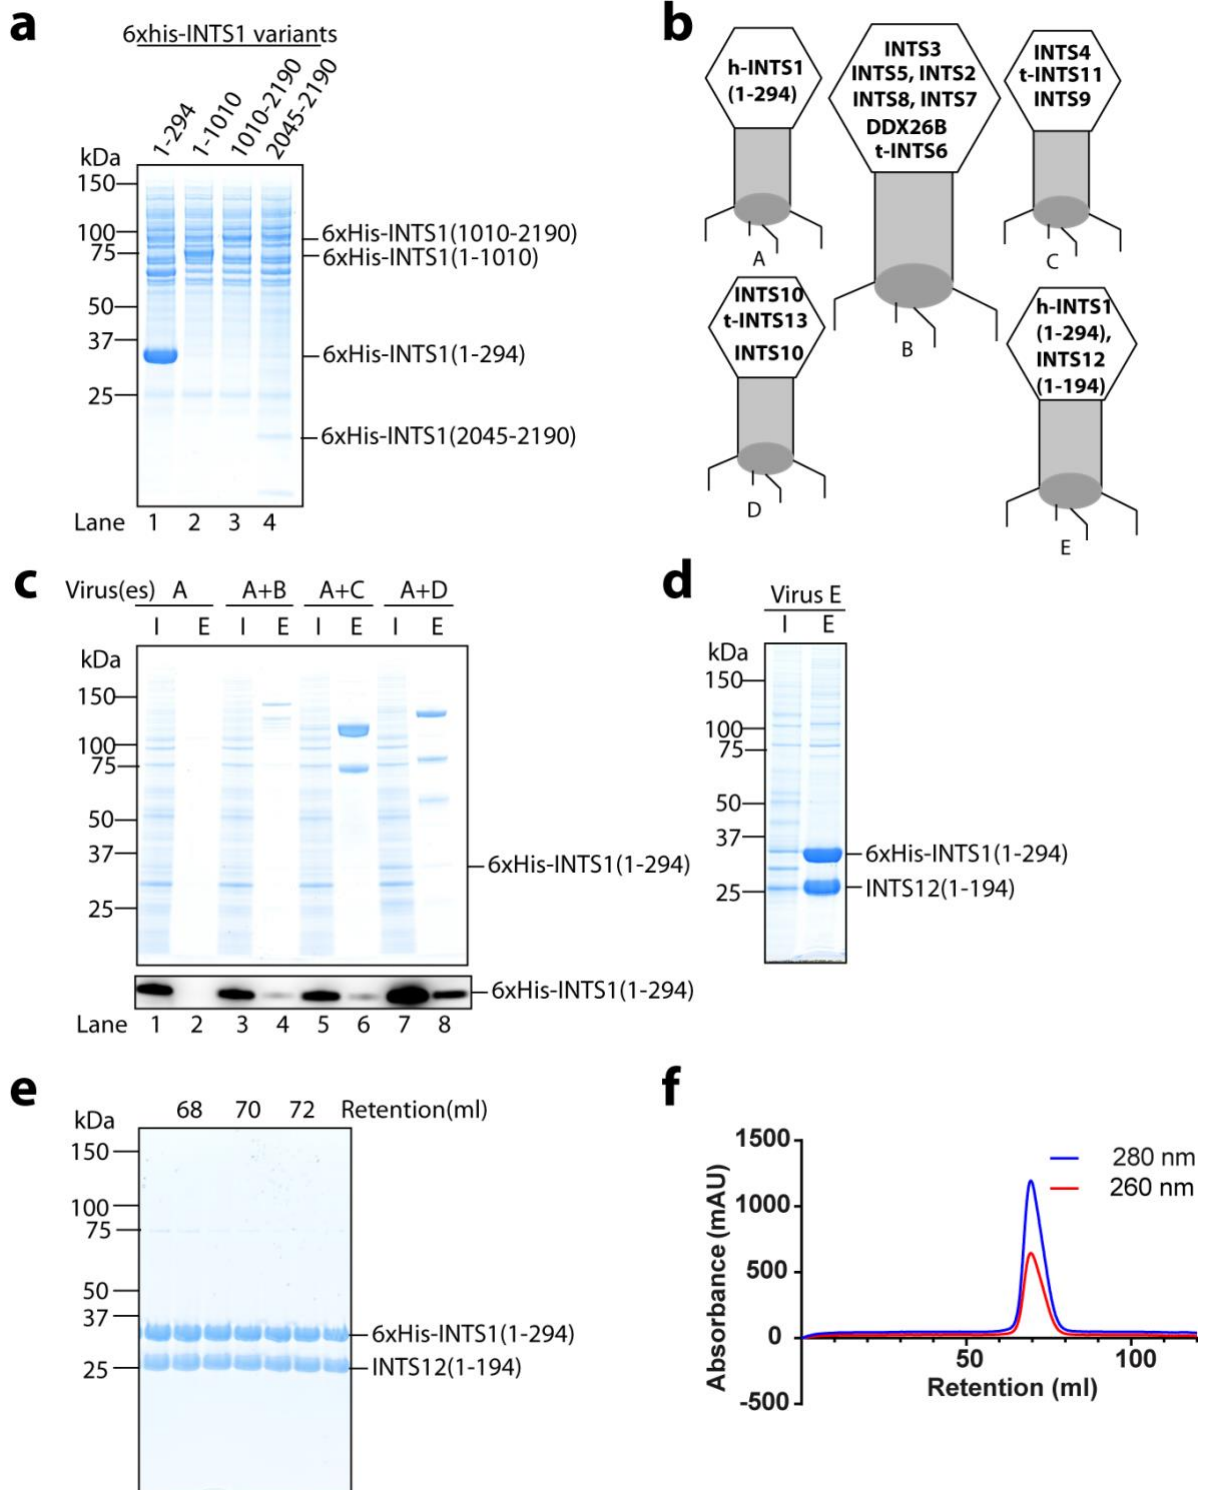 a
6xhis-INTS1 variants
1-294
1-1010
1010-2190
2045-2190
kDa
150
100
75
50
37
25
6xHis-INTS1(1010-2190)
6xHis-INTS1(1-1010)
6xHis-INTS1(1-294)
6xHis-INTS1(2045-2190)
Lane 1 2 3 4
b
h-INTS1
(1-294)
A
INTS3
INTS5, INTS2
INTS8, INTS7
DDX26B
t-INTS6
B
INTS4
t-INTS11
INTS9
C
INTS10
t-INTS13
INTS10
D
h-INTS1
(1-294),
INTS12
(1-194)
E
c
Virus(es) A A+B A+C A+D
I E I E I E I E
kDa
150
100
75
50
37
25
6xHis-INTS1(1-294)
6xHis-INTS1(1-294)
Lane 1 2 3 4 5 6 7 8
d
Virus E
I E
kDa
150
100
75
50
37
25
6xHis-INTS1(1-294)
INTS12(1-194)
e
68 70 72 Retention(ml)
kDa
150
100
75
50
37
25
6xHis-INTS1(1-294)
INTS12(1-194)
f
280 nm
260 nm
Absorbance (mAU)
1500
1000
500
0
-500
50 100
Retention (ml)